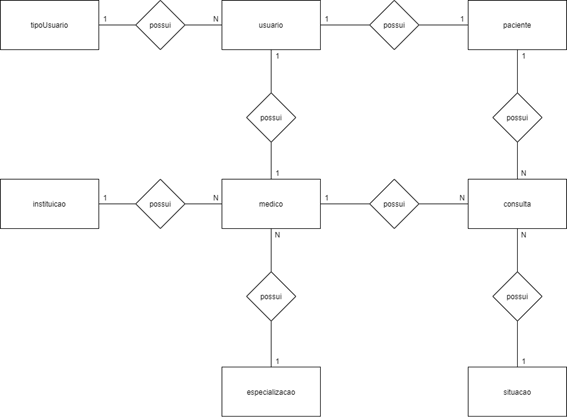 tipoUsuario 1 possui N usuario 1 possui 1 paciente
1 1
possui possui
1 N
instituicao 1 possui N medico 1 possui N consulta
N N
possui possui
1 1
especializacao situacao